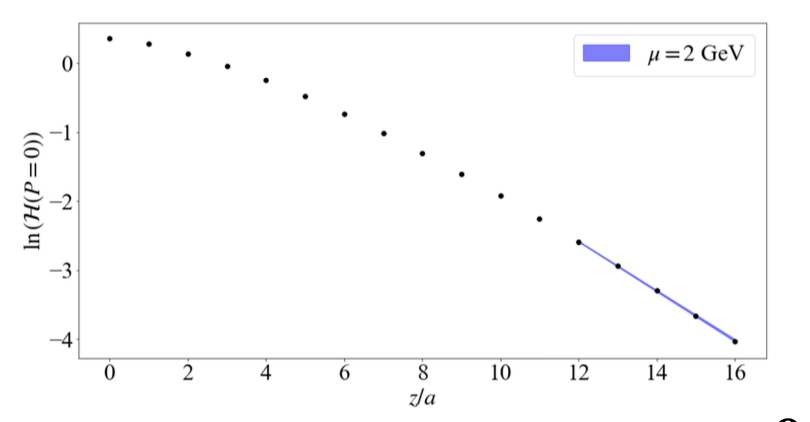 μ = 2 GeV
0
−1
−2
−3
−4
ln(ℋ(P = 0))
0 2 4 6 8 10 12 14 16
z/a